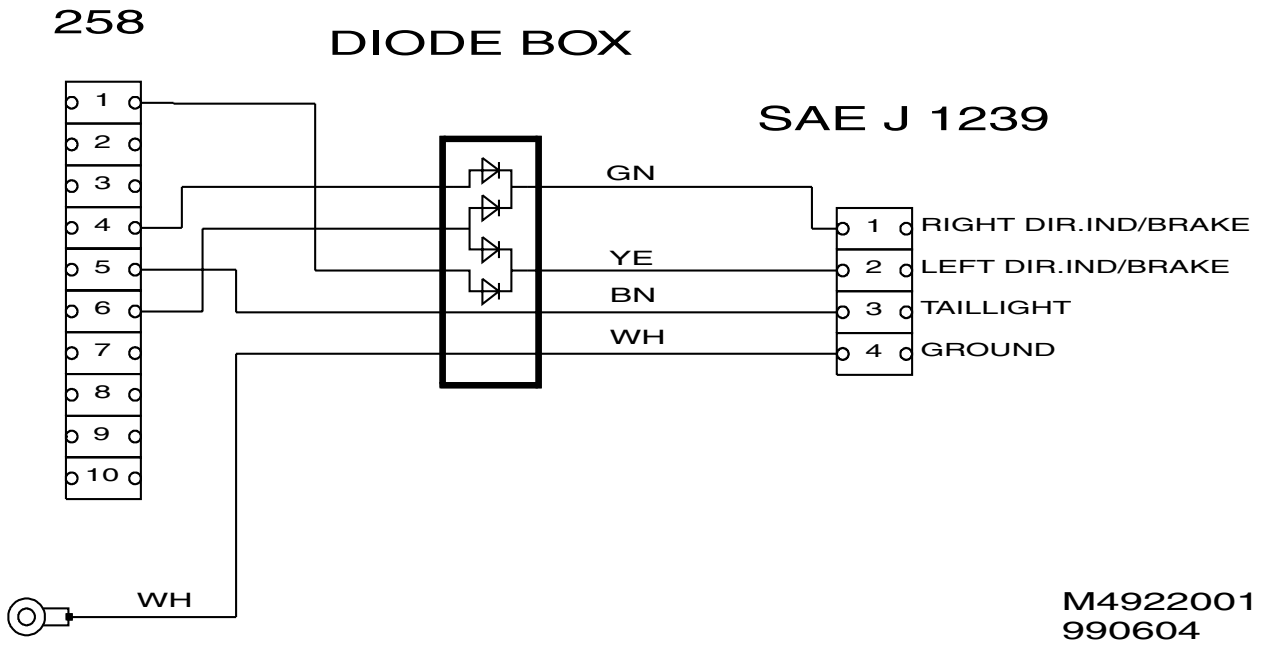 258
DIODE BOX
SAE J 1239
1
2
3
4
5
6
7
8
9
10
GN
YE
BN
WH
1 RIGHT DIR.IND/BRAKE
2 LEFT DIR.IND/BRAKE
3 TAILLIGHT
4 GROUND
WH
M4922001
990604